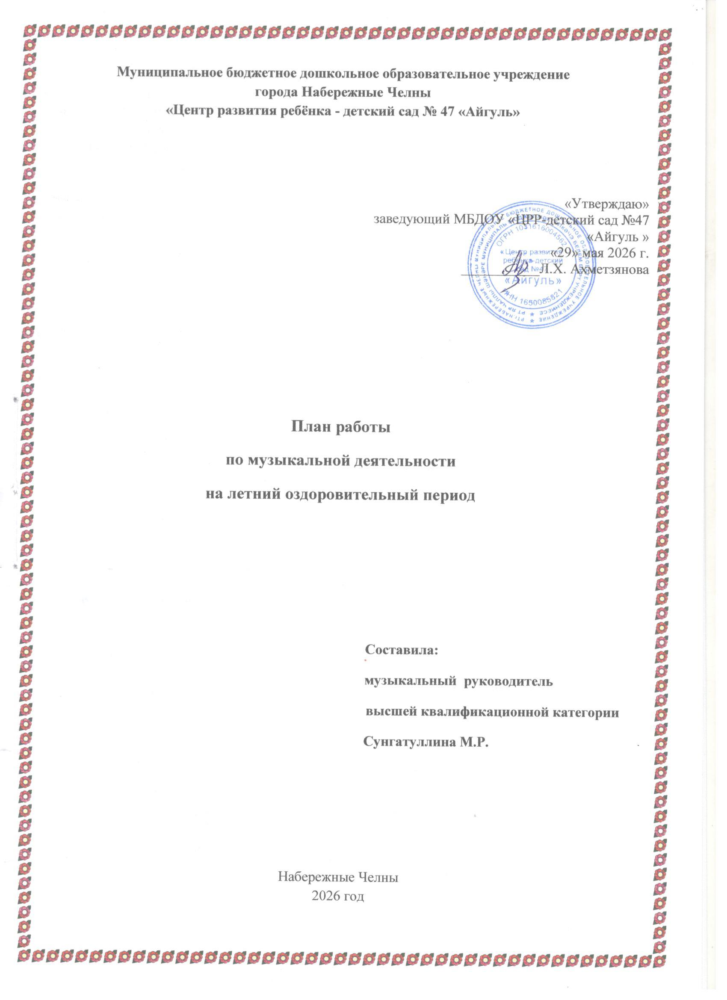 Муниципальное бюджетное дошкольное образовательное учреждение
города Набережные Челны
«Центр развития ребёнка - детский сад № 47 «Айгуль»
«Утверждаю»
заведующий МБДОУ «ЦРР-детский сад №47
«Айгуль »
«29» мая 2026 г.
____________Л.Х. Ахметзянова
ОГРН 1031616004562
«Центр развития
ребёнка-детский
сад №47
«Айгуль»
ИНН 1650085821
План работы
по музыкальной деятельности
на летний оздоровительный период
Составила:
музыкальный руководитель
высшей квалификационной категории
Сунгатуллина М.Р.
Набережные Челны
2026 год